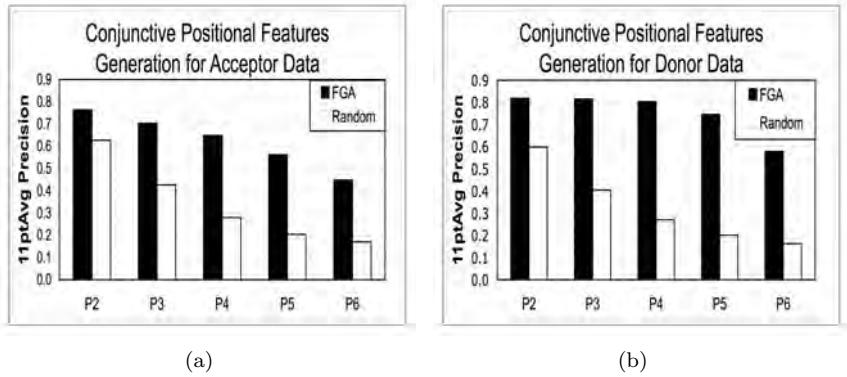 Conjunctive Positional Features
Generation for Acceptor Data
11ptAvg Precision
0.9
0.8
0.7
0.6
0.5
0.4
0.3
0.2
0.1
0.0
FGA
Random
P2 P3 P4 P5 P6
(a)
Conjunctive Positional Features
Generation for Donor Data
11ptAvg Precision
0.9
0.8
0.7
0.6
0.5
0.4
0.3
0.2
0.1
0.0
FGA
Random
P2 P3 P4 P5 P6
(b)